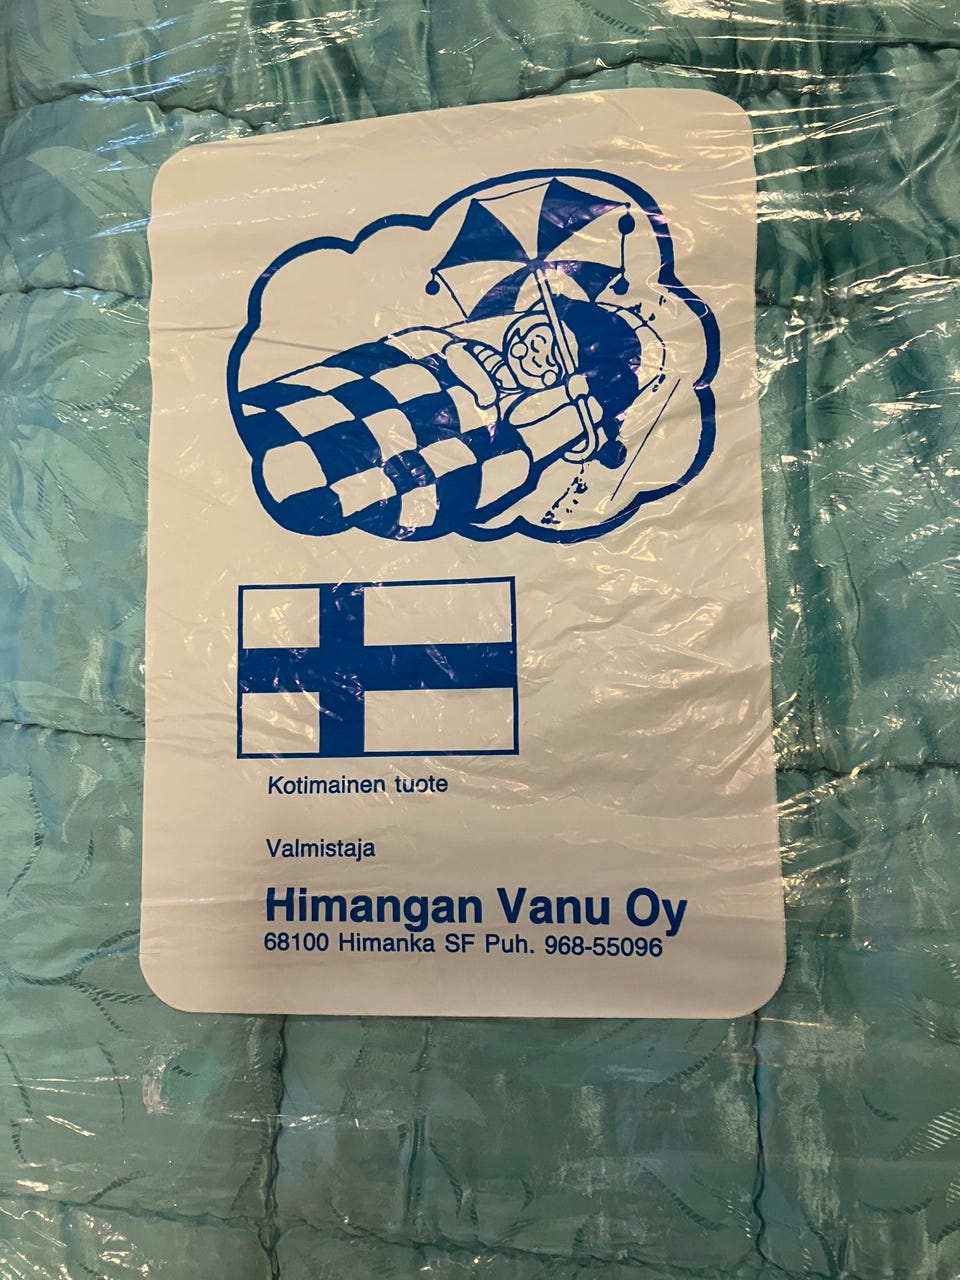 Kotimainen tuote
Valmistaja
Himangan Vanu Oy
68100 Himanka SF Puh. 968-55096